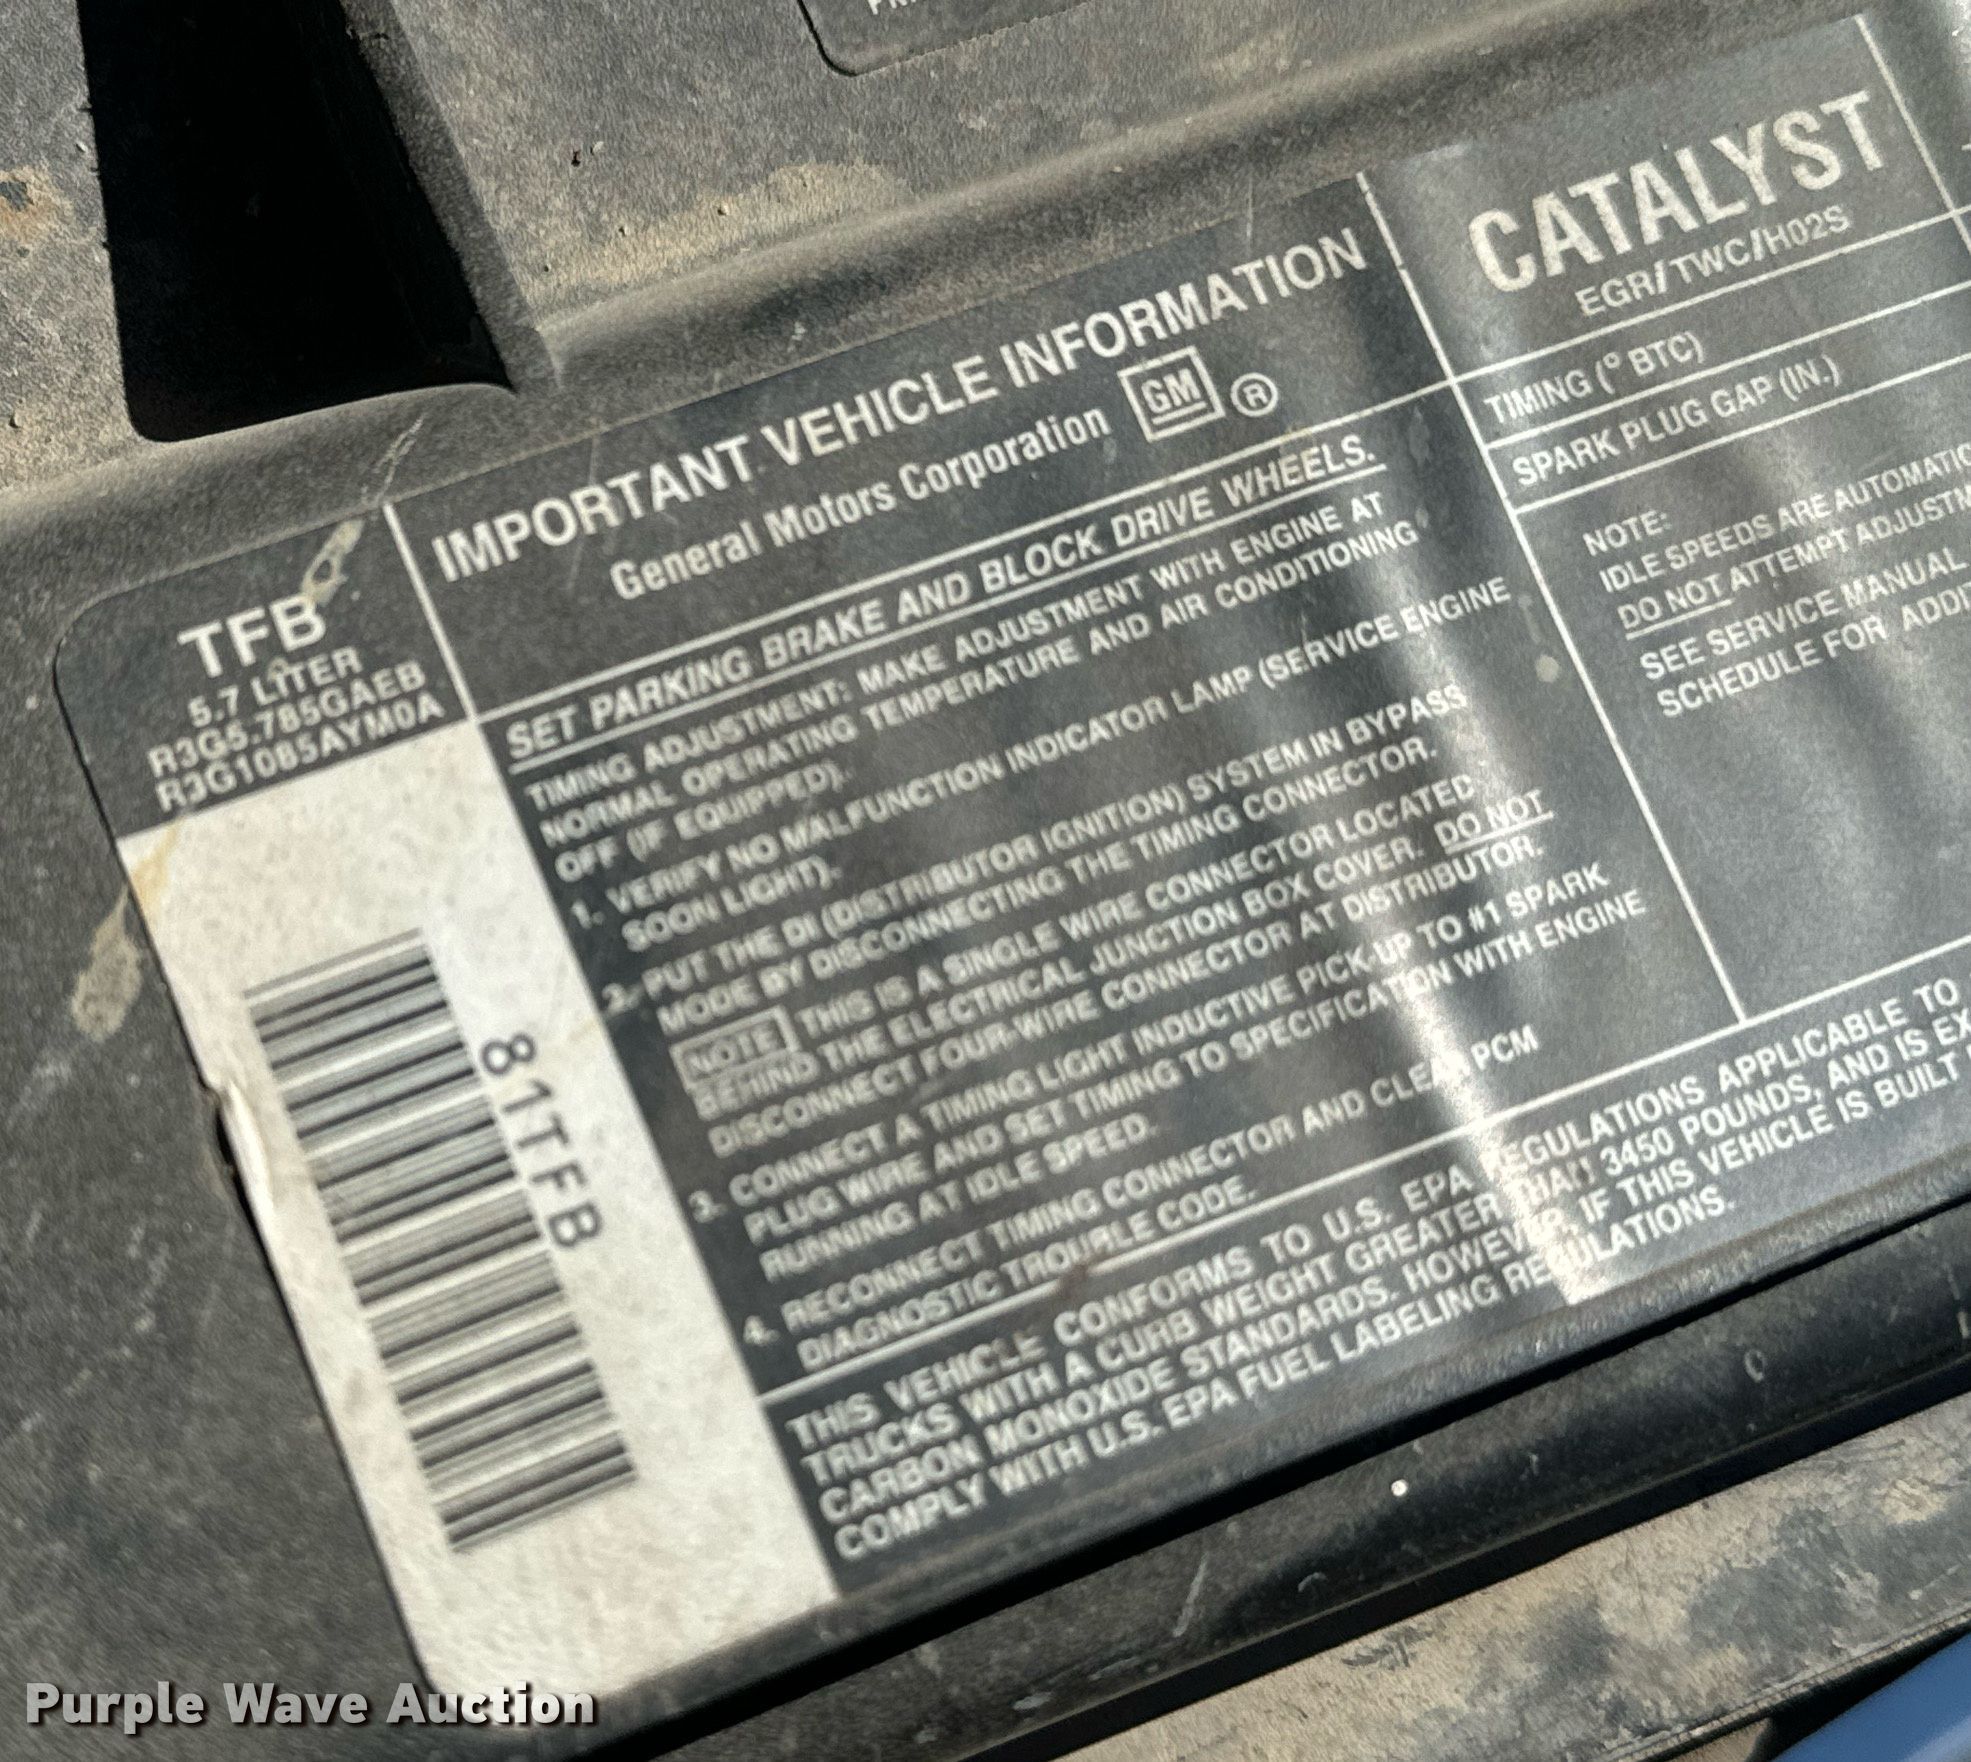 TFB
5.7 LITER
R3G5.785GAEB
R3G1085AYM0A
81TFB
IMPORTANT VEHICLE INFORMATION
General Motors Corporation GM ®
SET PARKING BRAKE AND BLOCK DRIVE WHEELS.
TIMING ADJUSTMENT: MAKE ADJUSTMENT WITH ENGINE AT
NORMAL OPERATING TEMPERATURE AND AIR CONDITIONING
OFF (IF EQUIPPED).
1. VERIFY NO MALFUNCTION INDICATOR LAMP (SERVICE ENGINE
SOON LIGHT).
2. PUT THE DI (DISTRIBUTOR IGNITION) SYSTEM IN BYPASS
MODE BY DISCONNECTING THE TIMING CONNECTOR.
NOTE THIS IS A SINGLE WIRE CONNECTOR LOCATED
BEHIND THE ELECTRICAL JUNCTION BOX COVER. DO NOT
DISCONNECT FOUR-WIRE CONNECTOR AT DISTRIBUTOR.
3. CONNECT A TIMING LIGHT INDUCTIVE PICK-UP TO #1 SPARK
PLUG WIRE AND SET TIMING TO SPECIFICATION WITH ENGINE
RUNNING AT IDLE SPEED.
4. RECONNECT TIMING CONNECTOR AND CLEAR PCM
DIAGNOSTIC TROUBLE CODE.
CATALYST
EGR/TWC/H02S
TIMING (° BTC)
SPARK PLUG GAP (IN.)
NOTE:
IDLE SPEEDS ARE AUTOMATIC
DO NOT ATTEMPT ADJUSTM
SEE SERVICE MANUAL
SCHEDULE FOR ADDI
THIS VEHICLE CONFORMS TO U.S. EPA REGULATIONS APPLICABLE TO
TRUCKS WITH A CURB WEIGHT GREATER THAN 3450 POUNDS, AND IS EX
CARBON MONOXIDE STANDARDS. HOWEVER, IF THIS VEHICLE IS BUILT
COMPLY WITH U.S. EPA FUEL LABELING REGULATIONS.
Purple Wave Auction